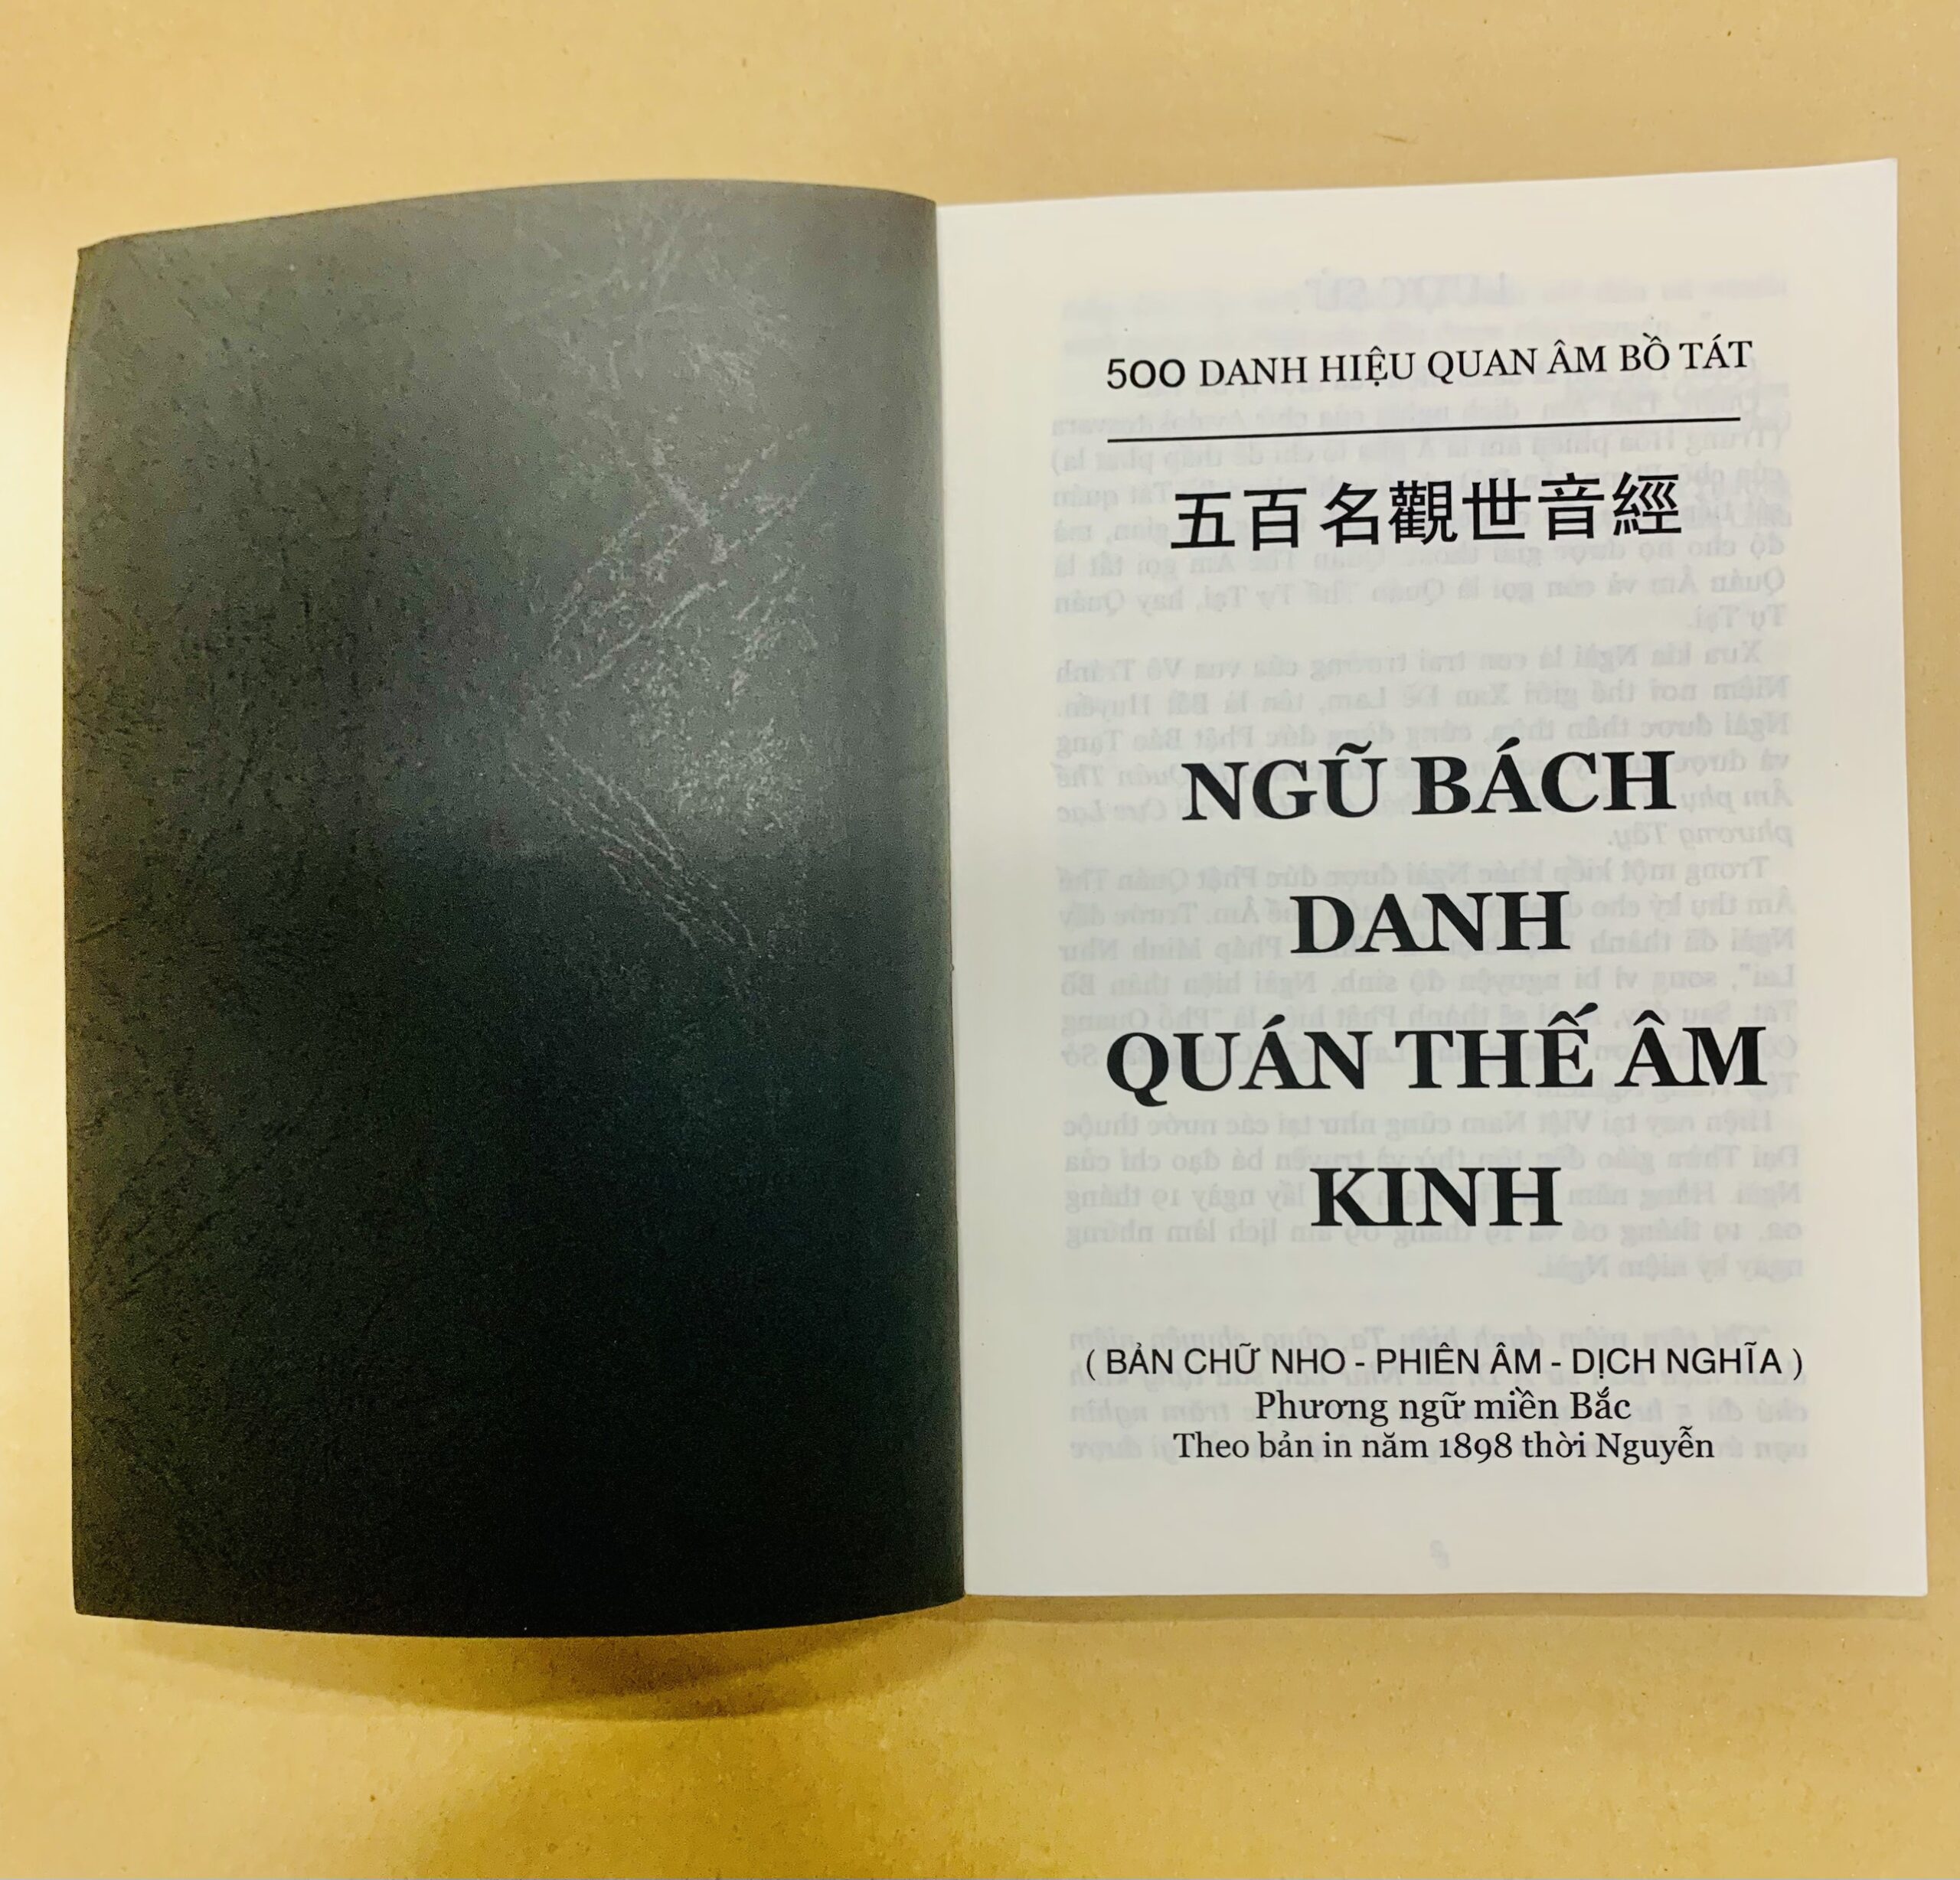 500 DANH HIỆU QUAN ÂM BỒ TÁT
五百名觀世音經
NGŨ BÁCH
DANH
QUÁN THẾ ÂM
KINH
( BẢN CHỮ NHO - PHIÊN ÂM - DỊCH NGHĨA )
Phương ngữ miền Bắc
Theo bản in năm 1898 thời Nguyễn